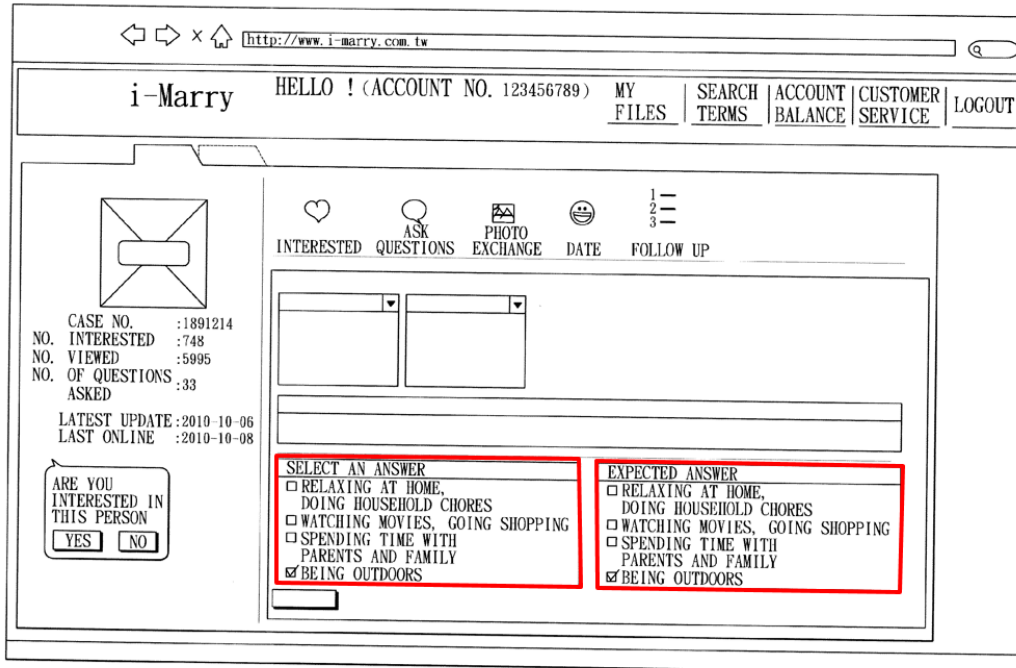 http://www.i-marry.com.tw
i-Marry
HELLO !(ACCOUNT NO. 123456789)
MY FILES
SEARCH TERMS
ACCOUNT BALANCE
CUSTOMER SERVICE
LOGOUT
INTERESTED
ASK QUESTIONS
PHOTO EXCHANGE
DATE
1
2
3
FOLLOW UP
CASE NO. :1891214
NO. INTERESTED :748
NO. VIEWED :5995
NO. OF QUESTIONS ASKED :33
LATEST UPDATE :2010-10-06
LAST ONLINE :2010-10-08
ARE YOU
INTERESTED IN
THIS PERSON
YES NO
SELECT AN ANSWER
RELAXING AT HOME,
DOING HOUSEHOLD CHORES
WATCHING MOVIES, GOING SHOPPING
SPENDING TIME WITH
PARENTS AND FAMILY
BEING OUTDOORS
EXPECTED ANSWER
RELAXING AT HOME,
DOING HOUSEHOLD CHORES
WATCHING MOVIES, GOING SHOPPING
SPENDING TIME WITH
PARENTS AND FAMILY
BEING OUTDOORS